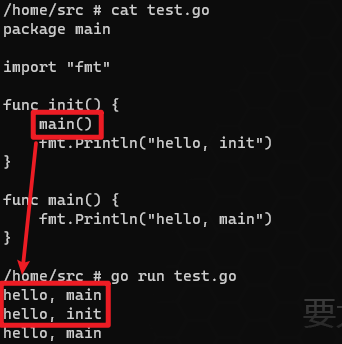 /home/src # cat test.go
package main
import "fmt"
func init() {
main()
fmt.Println("hello, init")
}
func main() {
fmt.Println("hello, main")
}
/home/src # go run test.go
hello, main
hello, init
hello, main
要